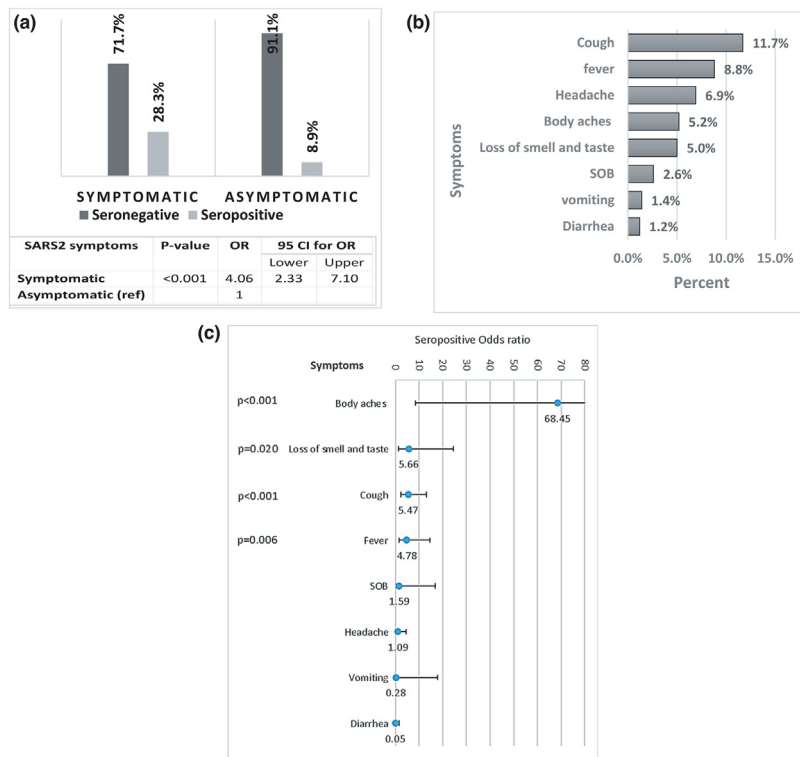 (a)
71.7%
28.3%
91.1%
8.9%
SYMPTOMATIC ASYMPTOMATIC
Seronegative Seropositive
SARS2 symptoms P-value OR 95 CI for OR
Lower Upper
Symptomatic <0.001 4.06 2.33 7.10
Asymptomatic (ref) 1
(b)
Symptoms
Cough 11.7%
fever 8.8%
Headache 6.9%
Body aches 5.2%
Loss of smell and taste 5.0%
SOB 2.6%
vomiting 1.4%
Diarrhea 1.2%
0.0% 5.0% 10.0% 15.0%
Percent
(c)
Seropositive Odds ratio
Symptoms 0 10 20 30 40 50 60 70 80
p<0.001 Body aches
68.45
p=0.020 Loss of smell and taste
5.66
p<0.001 Cough
5.47
p=0.006 Fever
4.78
SOB
1.59
Headache
1.09
Vomiting
0.28
Diarrhea
0.05